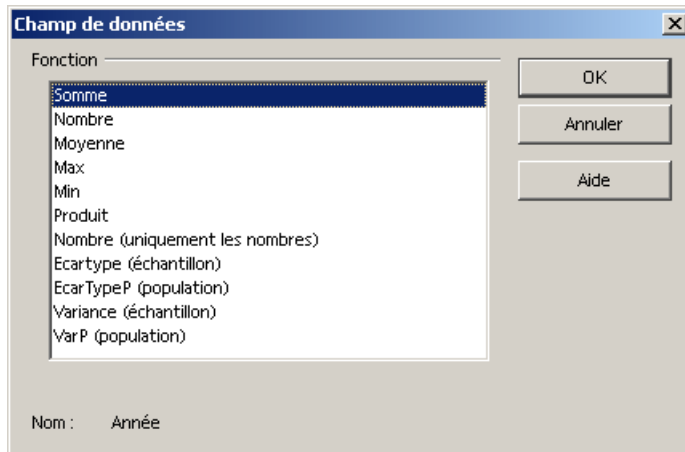 Champ de données
Fonction
Somme
Nombre
Moyenne
Max
Min
Produit
Nombre (uniquement les nombres)
Ecartype (échantillon)
EcarTypeP (population)
Variance (échantillon)
VarP (population)
OK
Annuler
Aide
Nom : Année